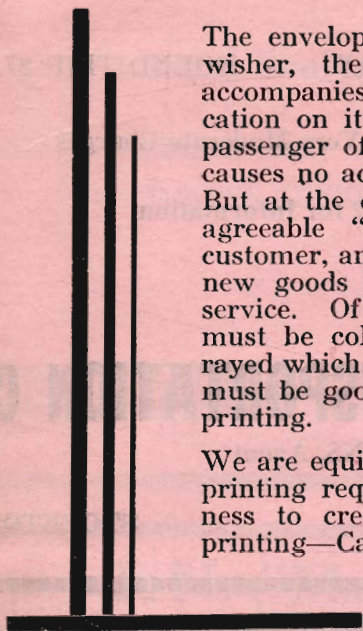 The envelop
wisher, the
accompanies
cation on it
passenger of
causes no ac
But at the
agreeable “
customer, an
new goods
service. Of
must be col
rayed which
must be goo
printing.
We are equi
printing req
ness to cre
printing—Ca